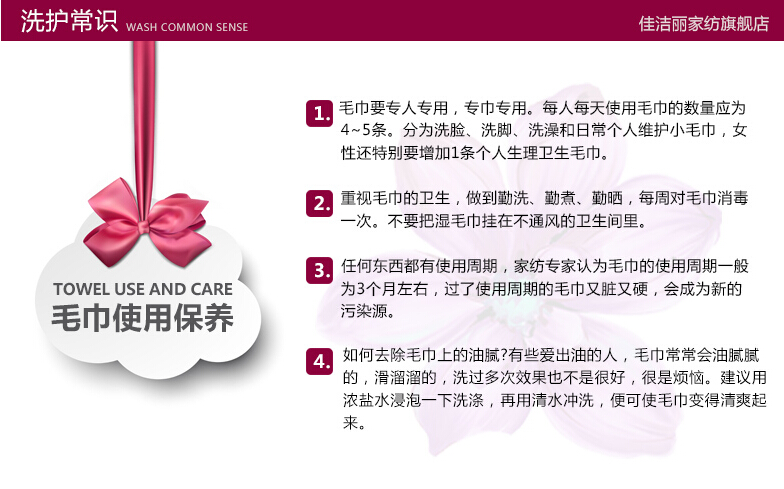 洗护常识 WASH COMMON SENSE
佳洁丽家纺旗舰店
TOWEL USE AND CARE
毛巾使用保养
1. 毛巾要专人专用，专巾专用。每人每天使用毛巾的数量应为
4~5条。分为洗脸、洗脚、洗澡和日常个人维护小毛巾，女
性还特别要增加1条个人生理卫生毛巾。
2. 重视毛巾的卫生，做到勤洗、勤煮、勤晒，每周对毛巾消毒
一次。不要把湿毛巾挂在不通风的卫生间里。
3. 任何东西都有使用周期，家纺专家认为毛巾的使用周期一般
为3个月左右，过了使用周期的毛巾又脏又硬，会成为新的
污染源。
4. 如何去除毛巾上的油腻?有些爱出油的人，毛巾常常会油腻腻
的，滑溜溜的，洗过多次效果也不是很好，很是烦恼。建议用
浓盐水浸泡一下洗涤，再用清水冲洗，便可使毛巾变得清爽起
来。